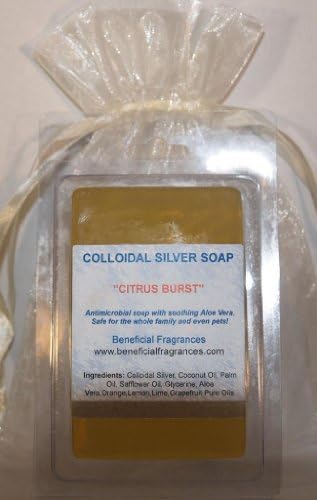 COLLOIDAL SILVER SOAP
"CITRUS BURST"
Antimicrobial soap with soothing Aloe Vera.
Safe for the whole family and even pets!
Beneficial Fragrances
www.beneficialfragrances.com
Ingredients: Colloidal Silver, Coconut Oil, Palm
Oil, Safflower Oil, Glycerine, Aloe
Vera,Orange,Lemon,Lime,Grapefruit Pure Oils